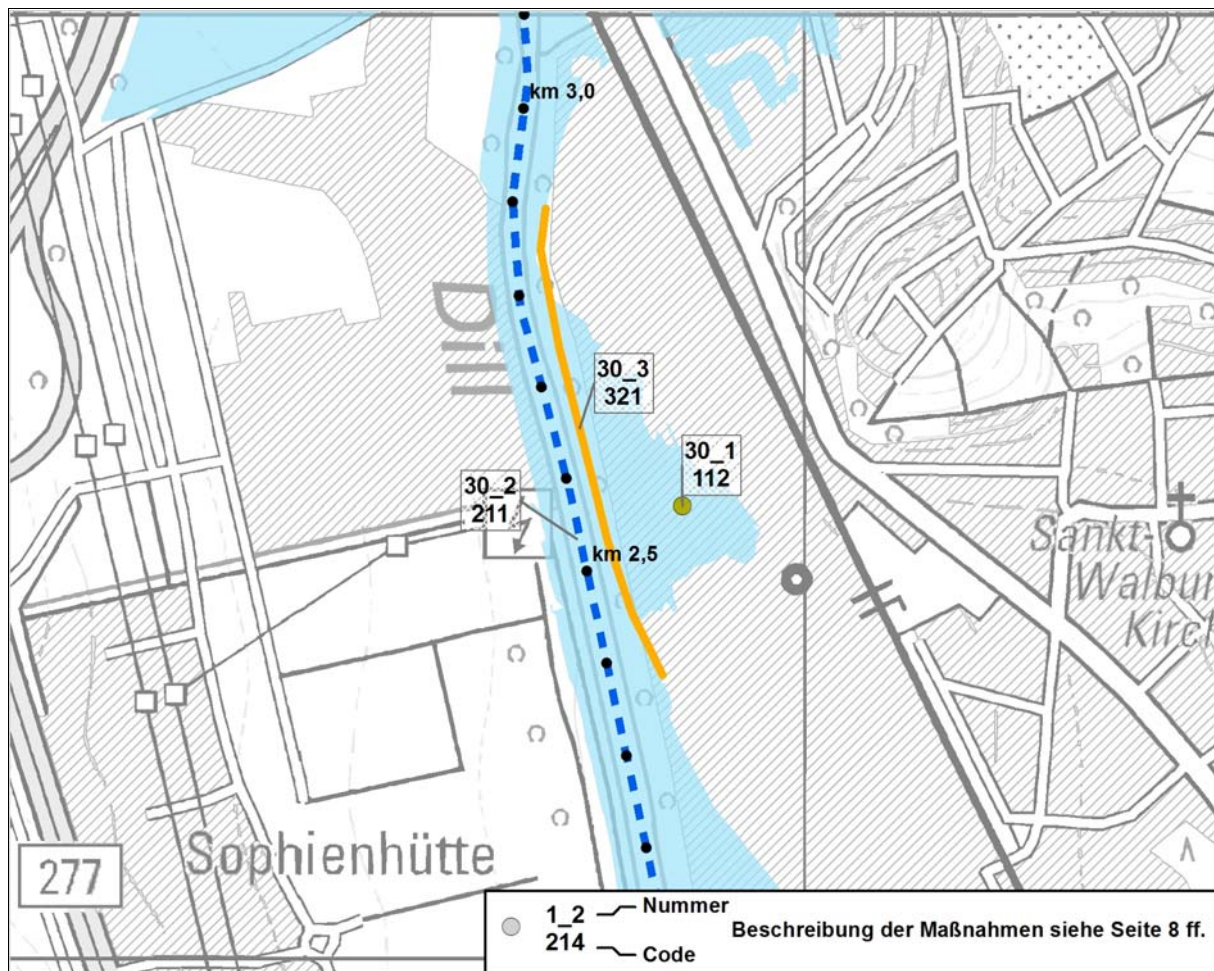 km 3,0
Dill
30_3
321
30_1
112
30_2
211
km 2,5
Sankt-
Walbur
Kirch
Sophienhütte
277
1_2
Nummer
214
Code
Beschreibung der Maßnahmen siehe Seite 8 ff.